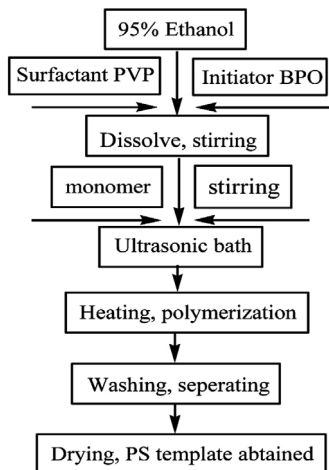 95% Ethanol
Surfactant PVP
Initiator BPO
Dissolve, stirring
monomer
stirring
Ultrasonic bath
Heating, polymerization
Washing, seperating
Drying, PS template abtained